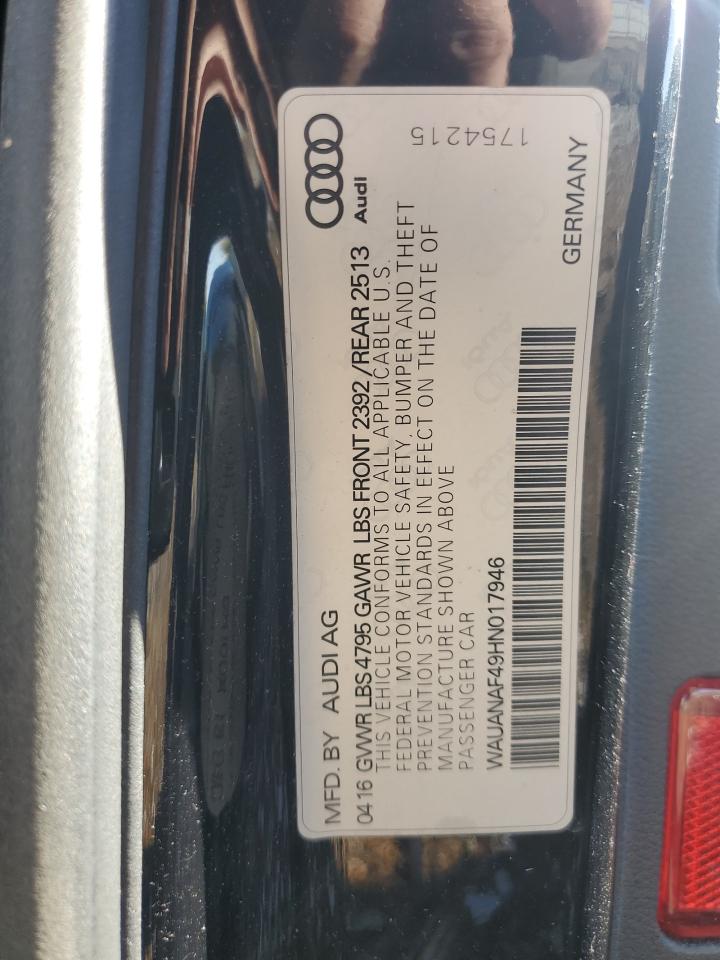 MFD. BY AUDI AG
Audi
04 16 GVWR LBS 4795 GAWR LBS FRONT 2392 /REAR 2513
THIS VEHICLE CONFORMS TO ALL APPLICABLE U.S.
FEDERAL MOTOR VEHICLE SAFETY, BUMPER AND THEFT
PREVENTION STANDARDS IN EFFECT ON THE DATE OF
MANUFACTURE SHOWN ABOVE
PASSENGER CAR
WAUANAF49HN017946
GERMANY
1754215